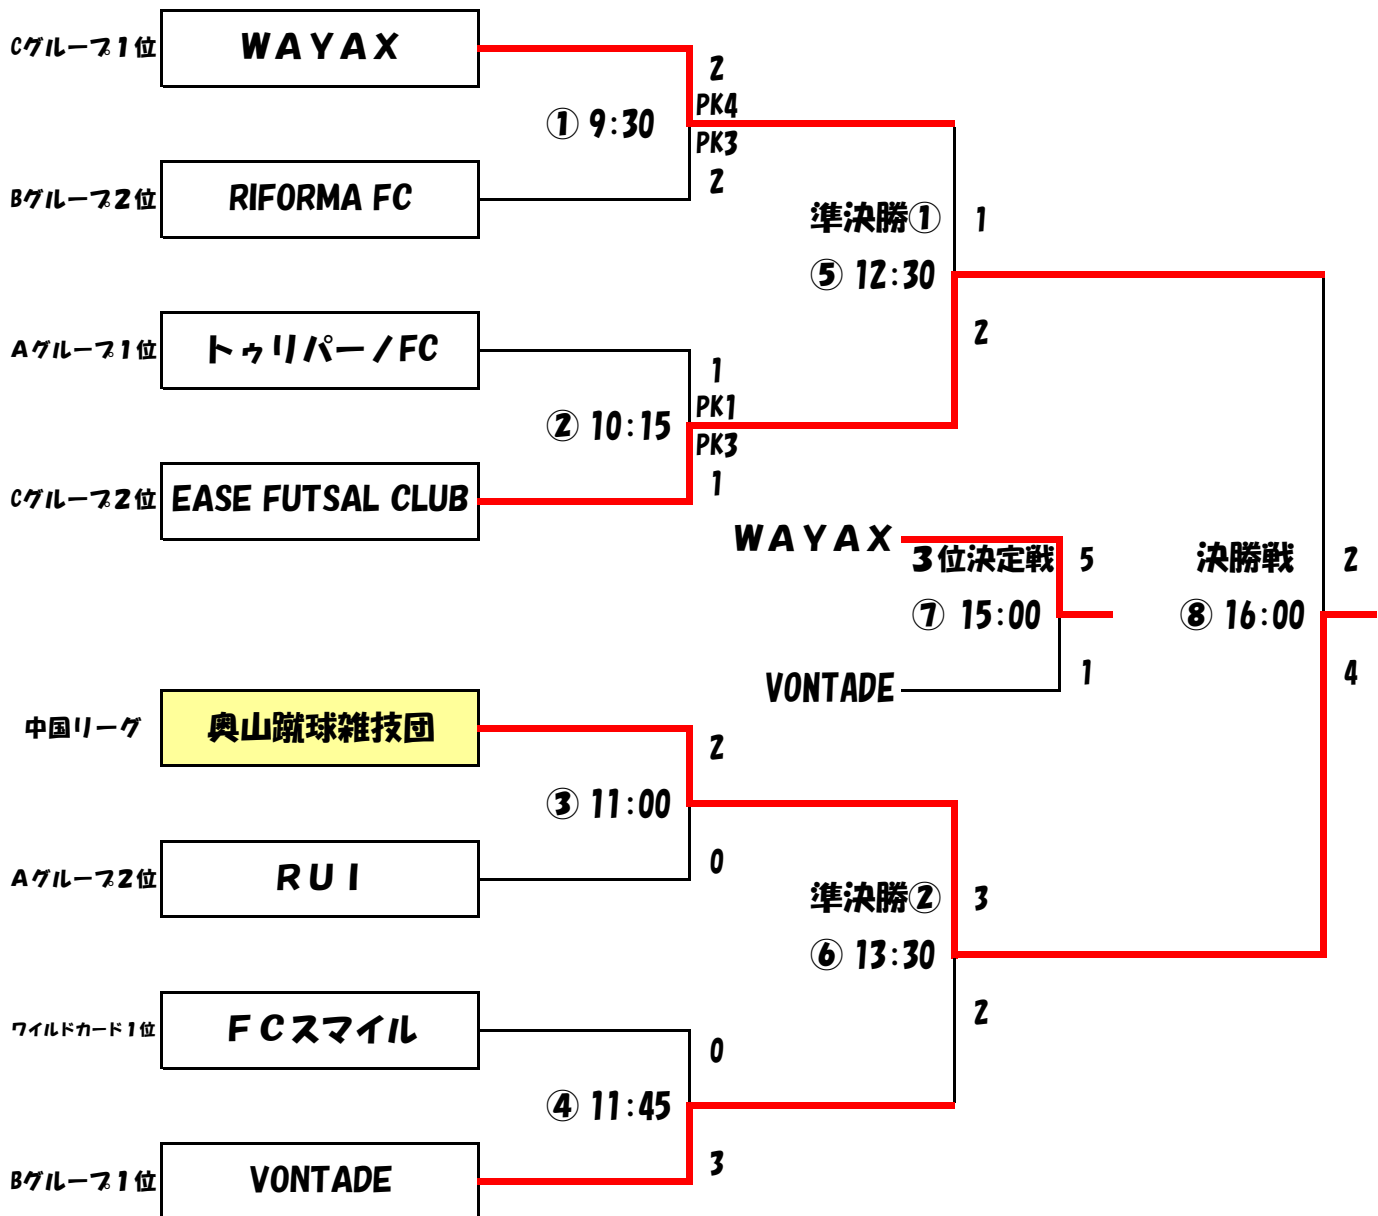 Cグループ1位
WAYAX
2
PK4
① 9:30
PK3
2
Bグループ2位
RIFORMA FC
準決勝①
1
⑤ 12:30
2
Aグループ1位
トゥリパーノFC
1
PK1
② 10:15
PK3
1
Cグループ2位
EASE FUTSAL CLUB
WAYAX
3位決定戦
5
⑦ 15:00
VONTADE
1
決勝戦
2
⑧ 16:00
4
中国リーグ
奥山蹴球雑技団
2
③ 11:00
0
Aグループ2位
RUI
準決勝②
3
⑥ 13:30
2
ワイルドカード1位
FCスマイル
0
④ 11:45
3
Bグループ1位
VONTADE